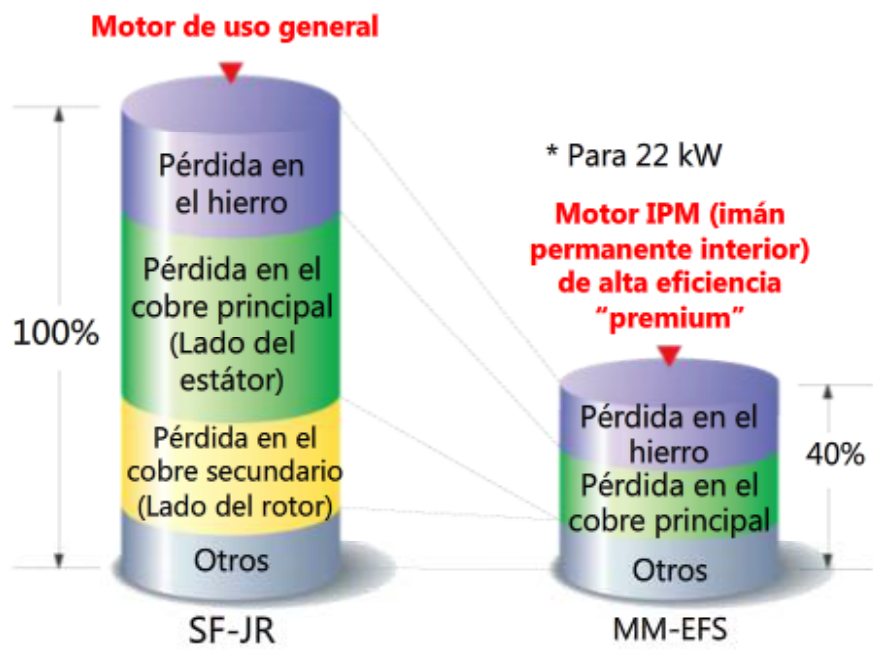 Motor de uso general
Pérdida en
el hierro
Pérdida en el
cobre principal
(Lado del
estátor)
100%
Pérdida en el
cobre secundario
(Lado del rotor)
Otros
SF-JR
* Para 22 kW
Motor IPM (imán
permanente interior)
de alta eficiencia
“premium”
Pérdida en el
hierro
40%
Pérdida en el
cobre principal
Otros
MM-EFS